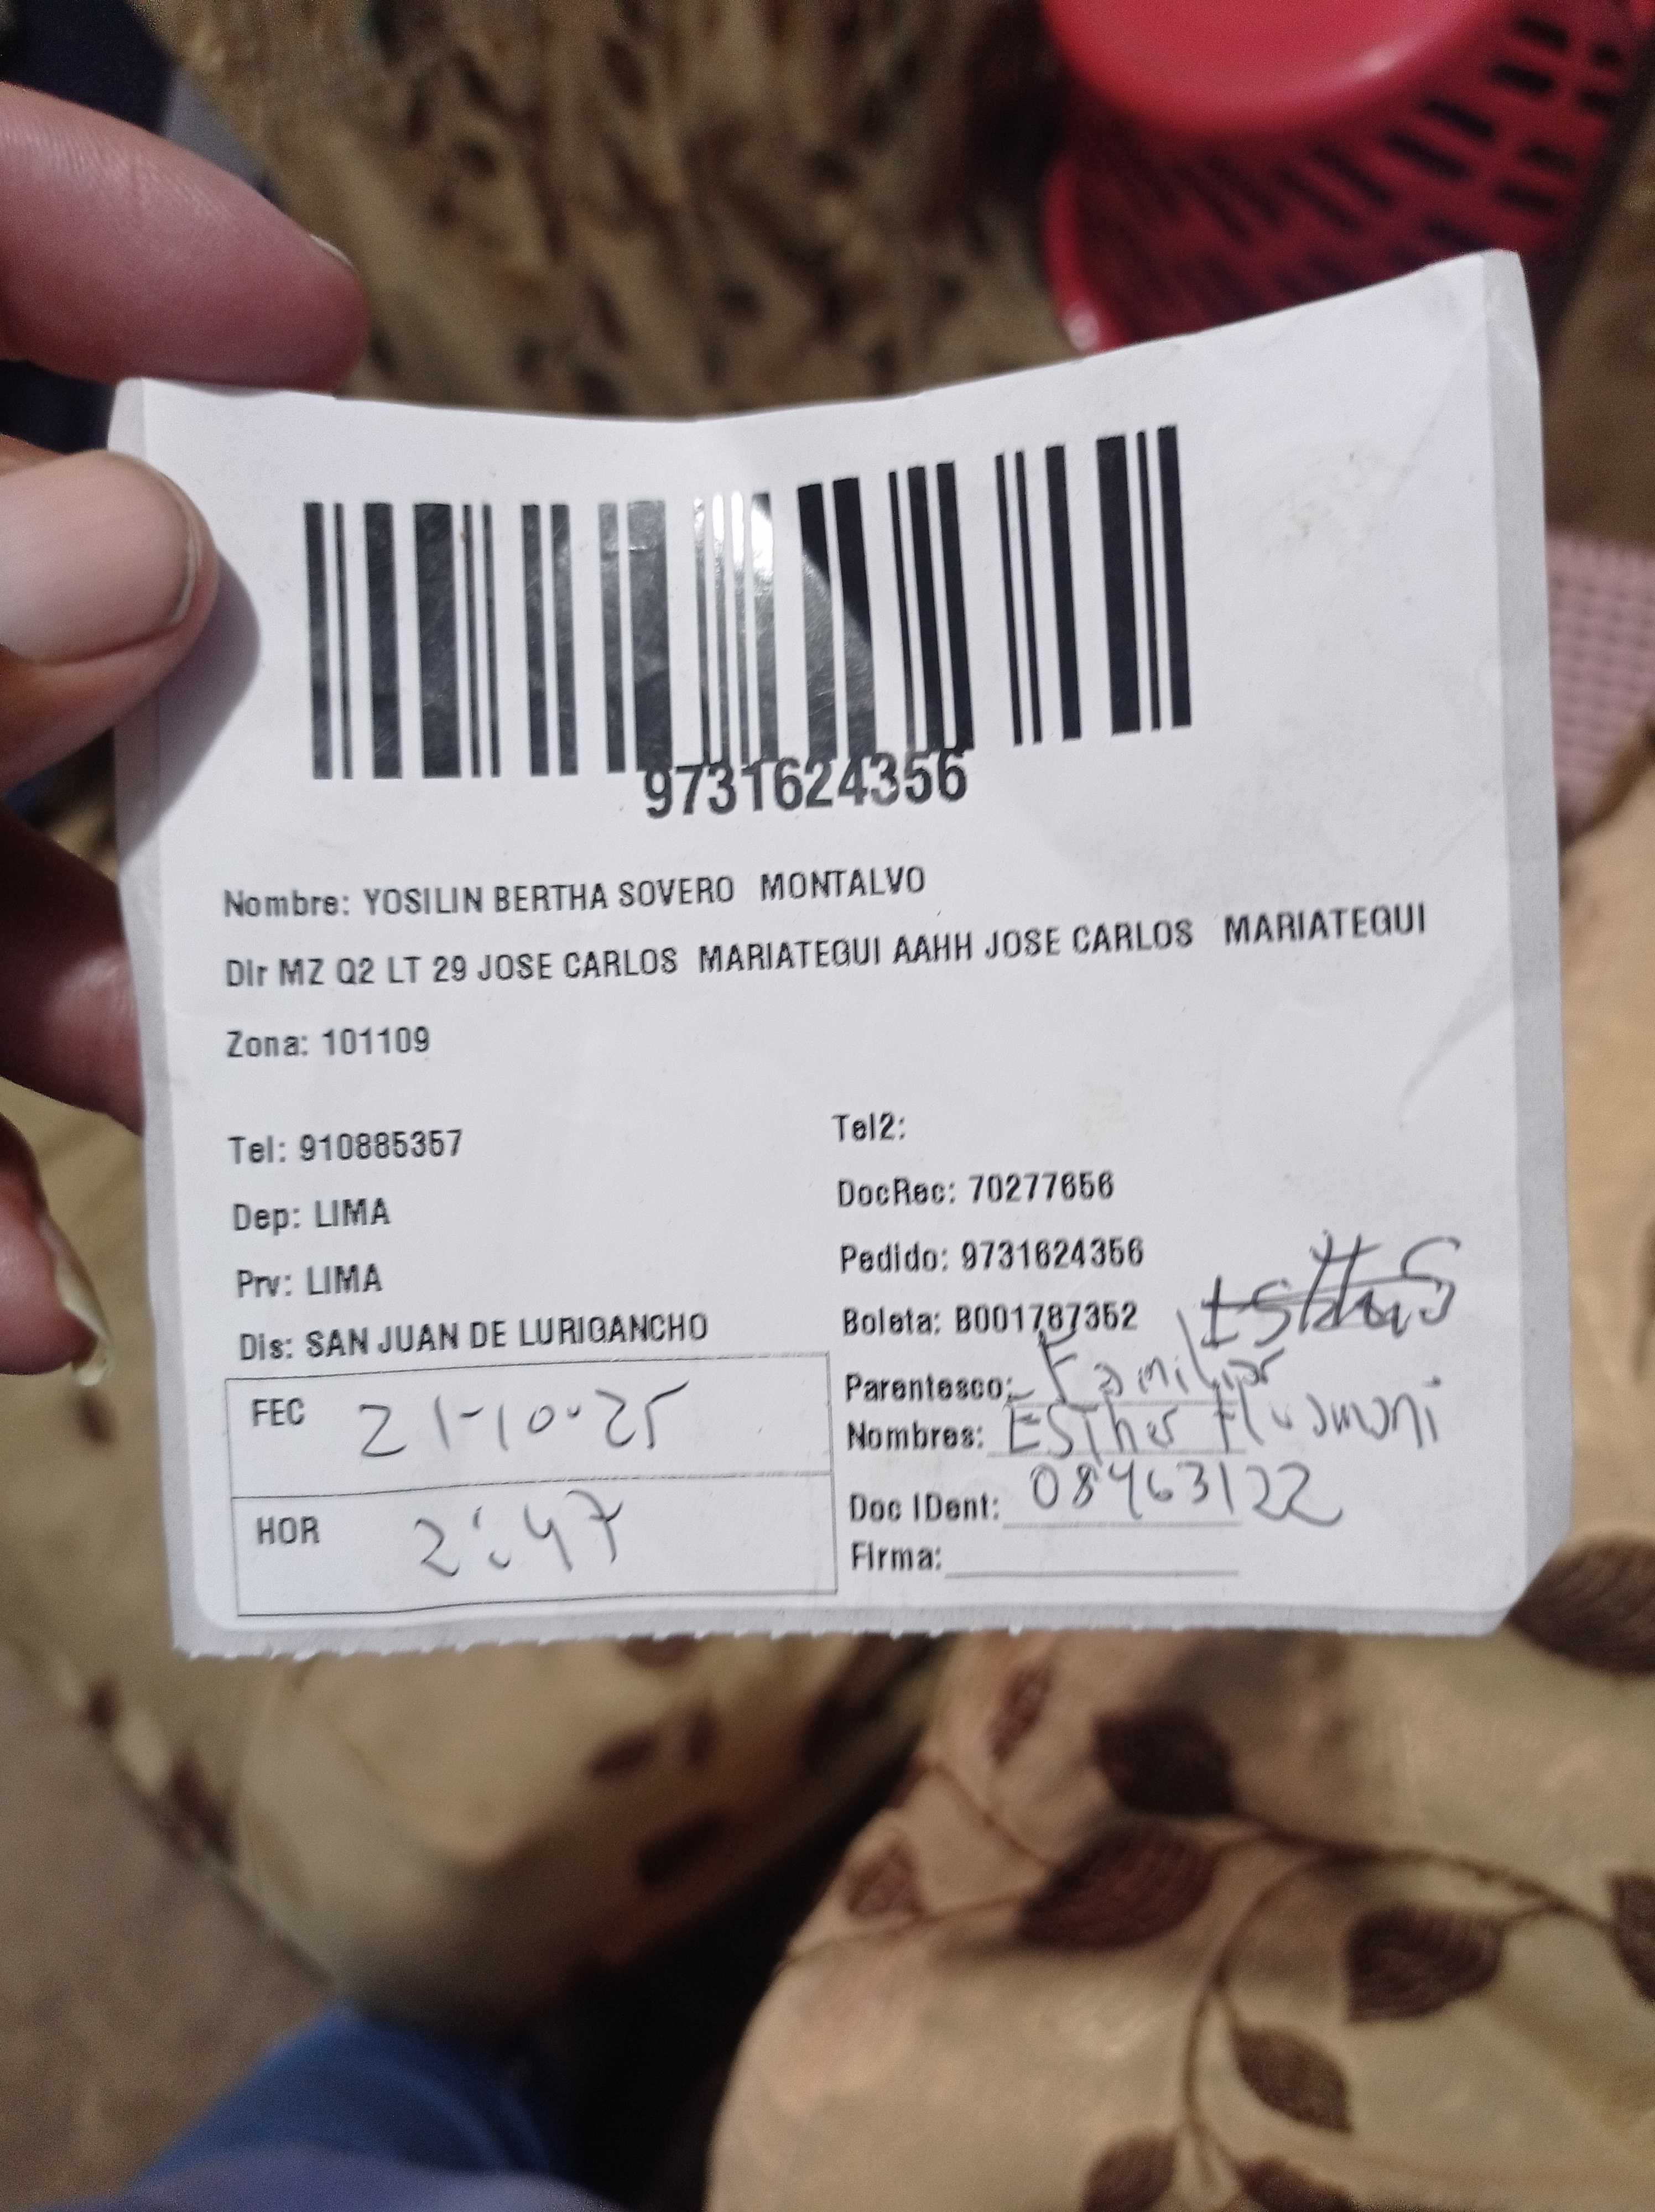 9731624356
Nombre: YOSILIN BERTHA SOVERO MONTALVO
Dir MZ Q2 LT 29 JOSE CARLOS MARIATEGUI AAHH JOSE CARLOS MARIATEGUI
Zona: 101109
Tel: 910885357
Tel2:
Dep: LIMA
DocRec: 70277656
Prv: LIMA
Pedido: 9731624356
Dis: SAN JUAN DE LURIGANCHO
Boleta: B001787352
FEC 21-10-25
Parentesco: Familiar
Nombres: Esther Huamani
HOR 2:47
Doc IDent: 08463122
Firma: